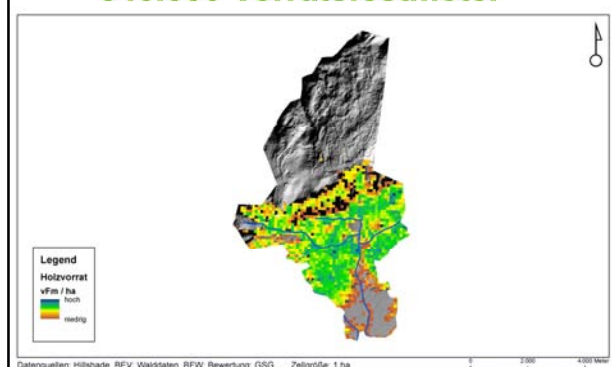 Legend
Holzvorrat
vFm / ha
hoch
niedrig
Datenquellen: Hillshade, BEV; Walddaten, BFW; Bewertung: GSG Zellgröße: 1 ha
0 2.000 4.000 Meter